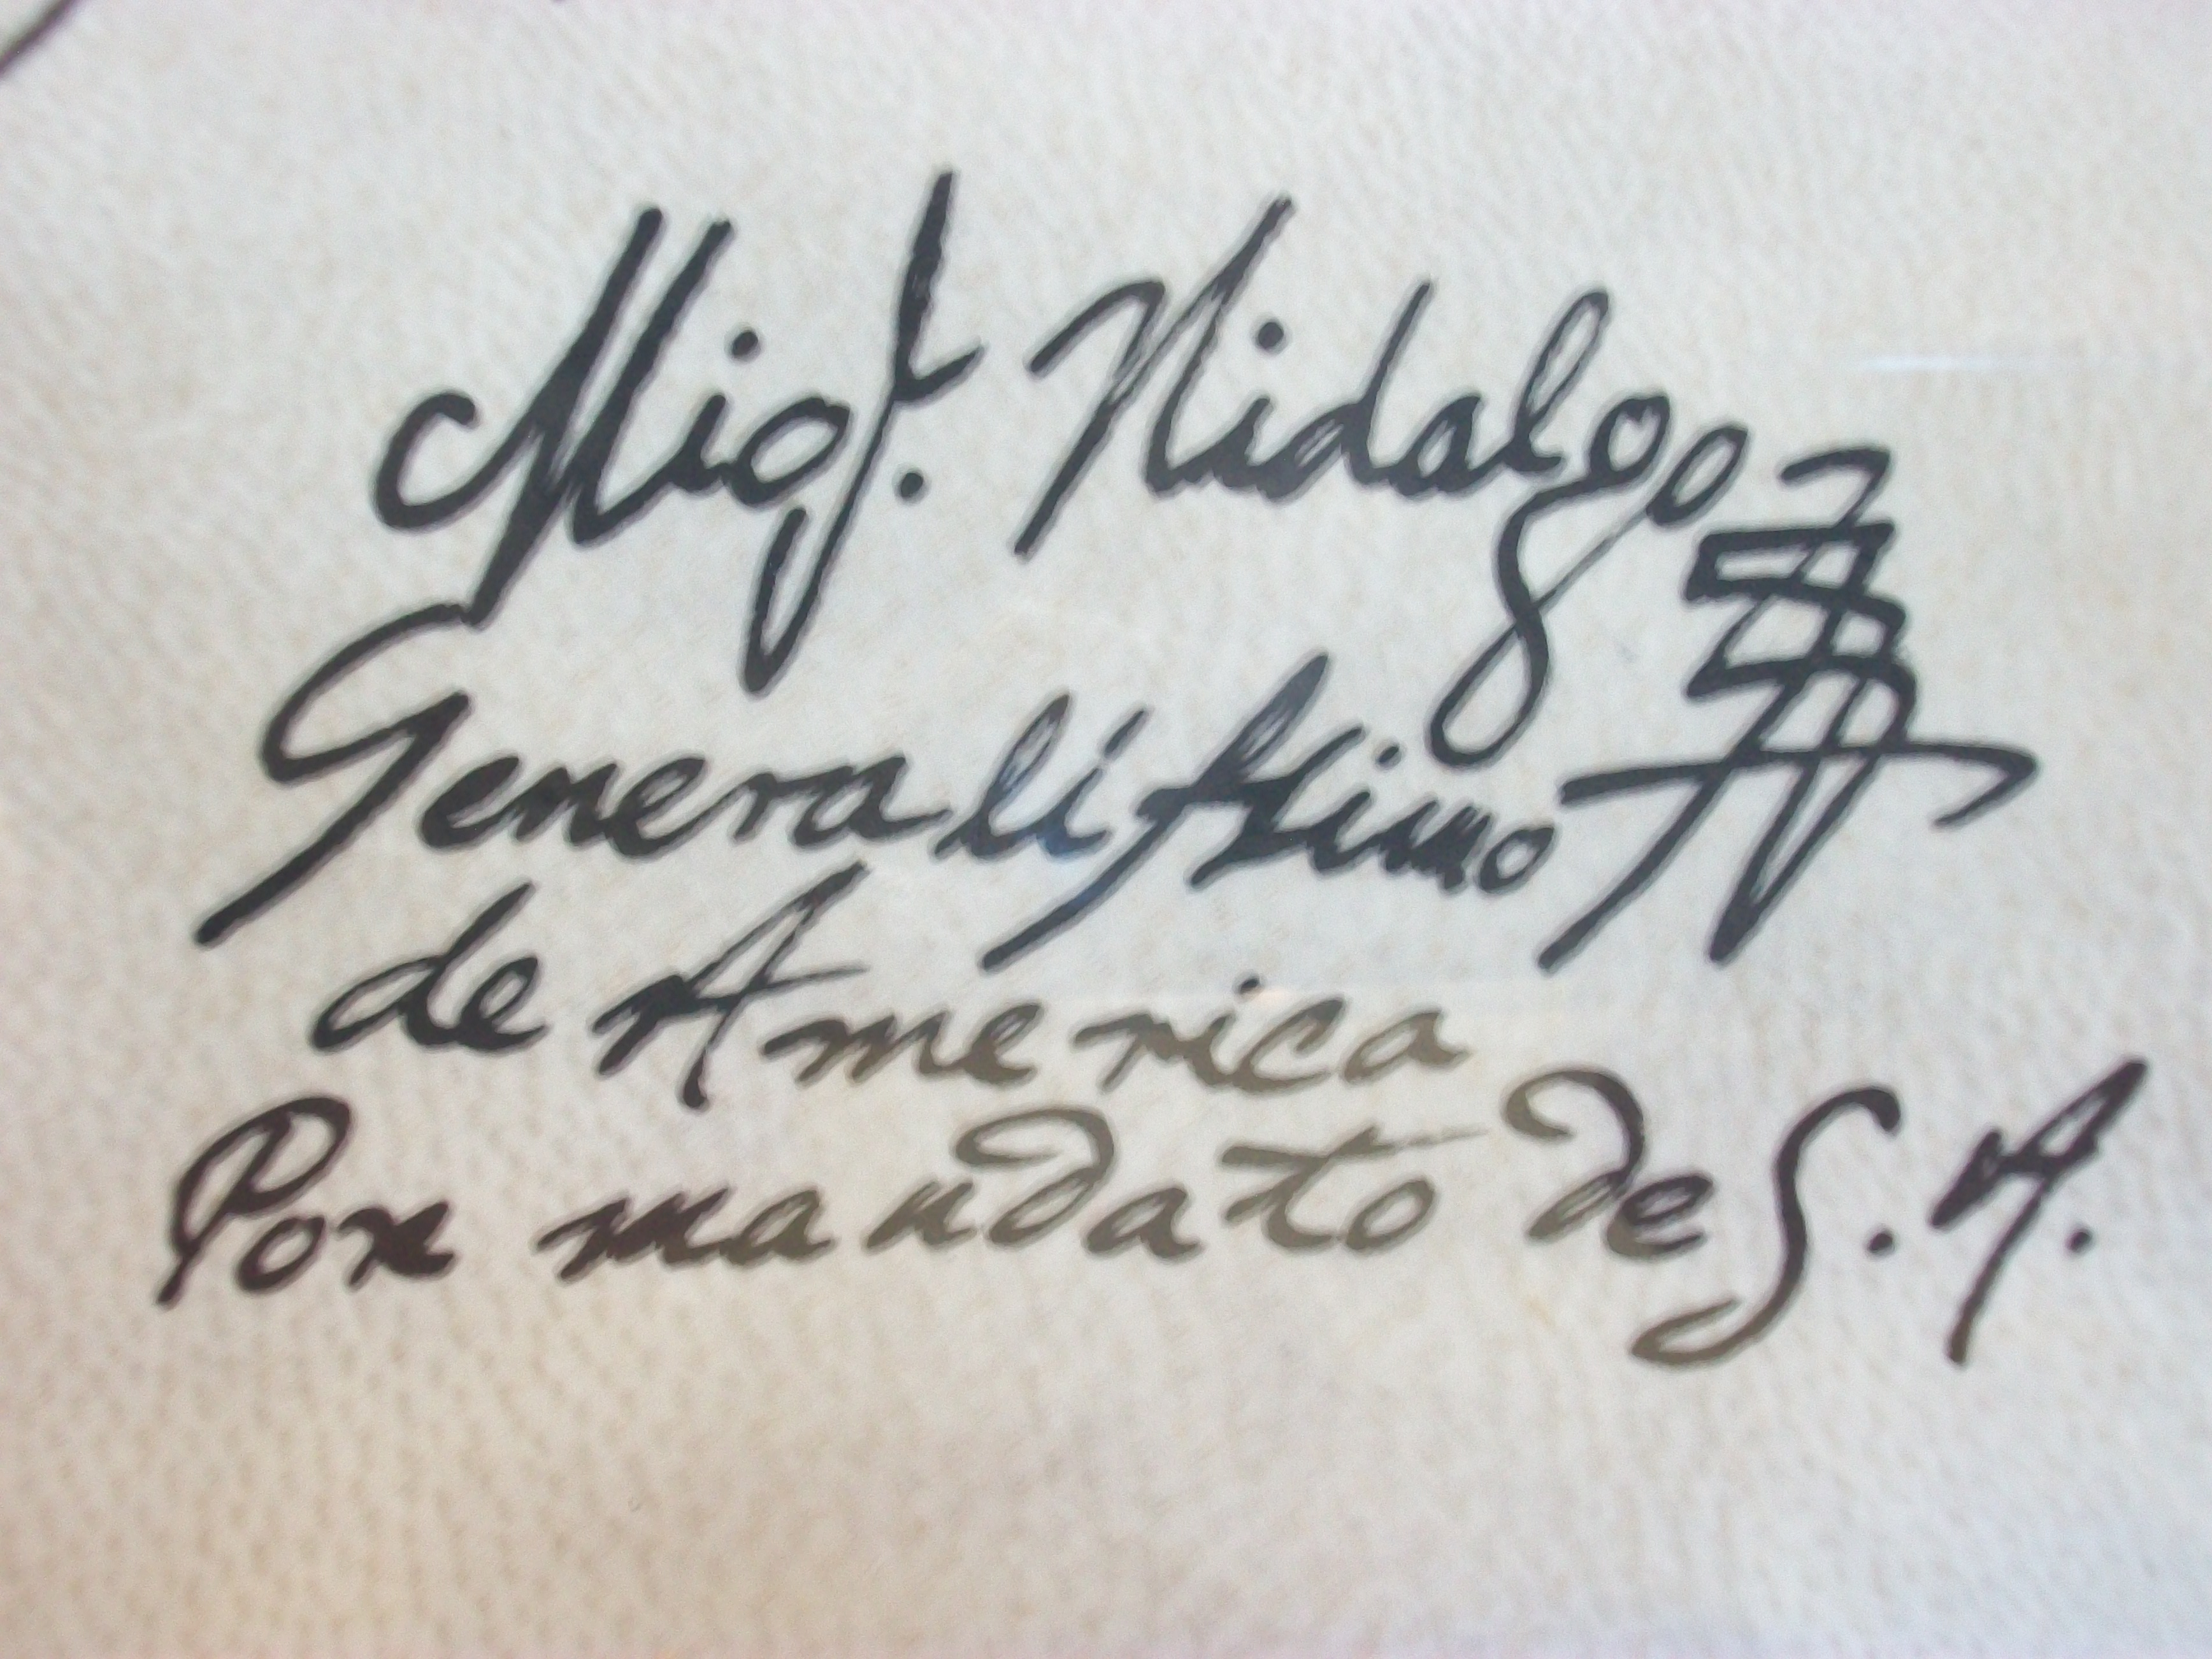 Migl. Hidalgo
Generalissimo
de America
Por mandato de S. A.